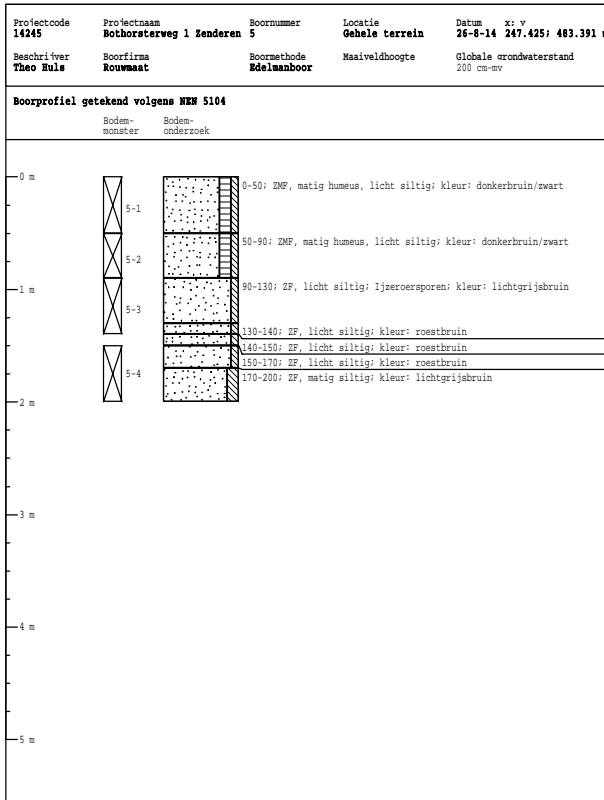 Projectcode Projectnaam Boornummer Locatie Datum x: y
14245 Bothorsterweg 1 Zenderen 5 Gehele terrein 26-8-14 247.425; 483.391
Beschrijver Boorfirma Boormethode Maaiveldhoogte Globale grondwaterstand
Theo Huls Rouwmaat Edelmanboor 200 cm-mv
Boorprofiel getekend volgens NEN 5104
Bodem- Bodem-
monster onderzoek
0 m
0-50; ZMF, matig humeus, licht siltig; kleur: donkerbruin/zwart
5-1
50-90; ZMF, matig humeus, licht siltig; kleur: donkerbruin/zwart
5-2
1 m
90-130; ZF, licht siltig; Ijzeroersporen; kleur: lichtgrijsbruin
5-3
130-140; ZF, licht siltig; kleur: roestbruin
140-150; ZF, licht siltig; kleur: roestbruin
150-170; ZF, licht siltig; kleur: roestbruin
5-4
170-200; ZF, matig siltig; kleur: lichtgrijsbruin
2 m
3 m
4 m
5 m